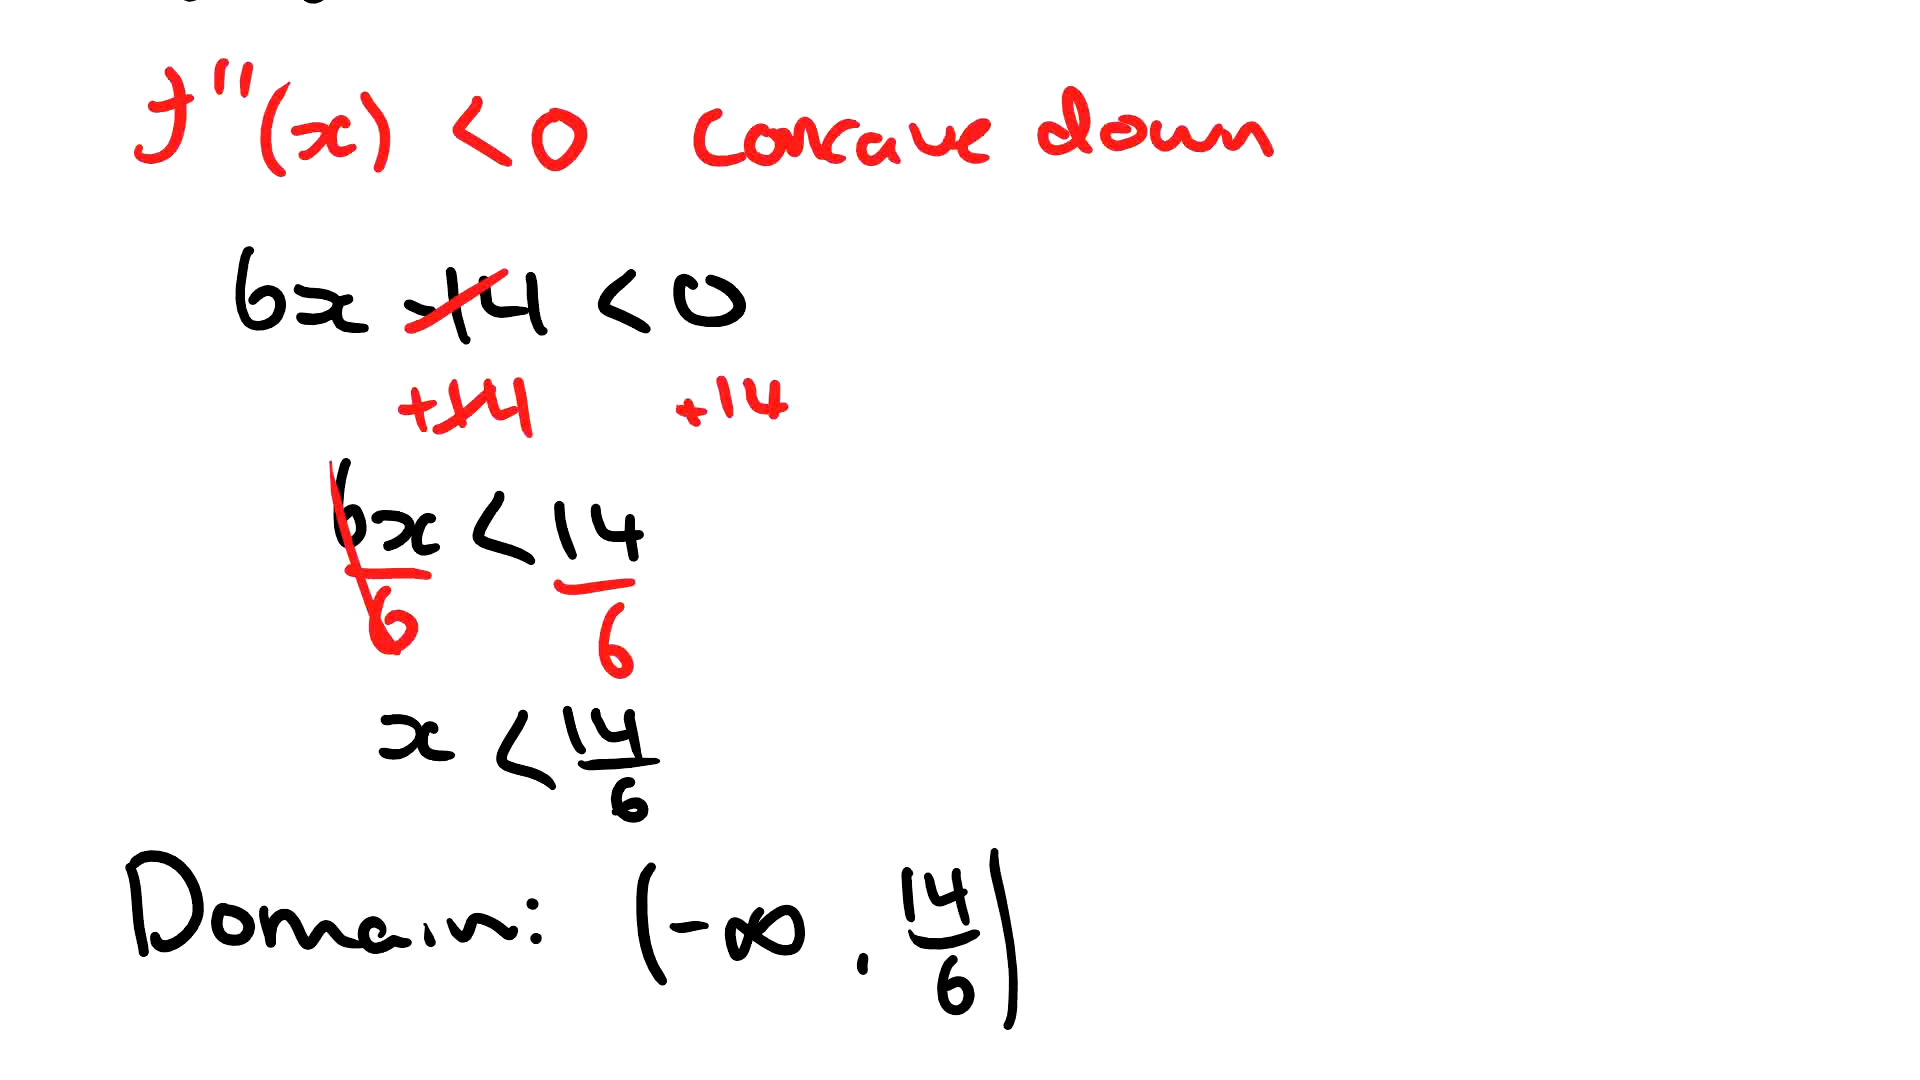 f''(x) < 0 concave down
6x - 14 < 0
+14 +14
6x < 14
6 6
x < 14/6
Domain: (-∞, 14/6)